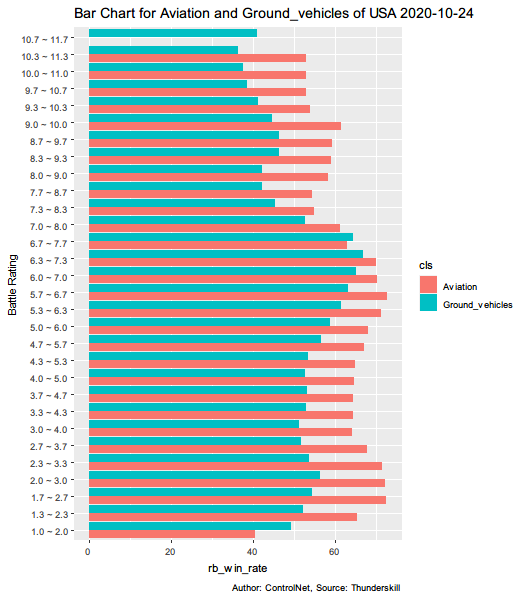 Bar Chart for Aviation and Ground_vehicles of USA 2020-10-24
10.7 ~ 11.7
10.3 ~ 11.3
10.0 ~ 11.0
9.7 ~ 10.7
9.3 ~ 10.3
9.0 ~ 10.0
8.7 ~ 9.7
8.3 ~ 9.3
8.0 ~ 9.0
7.7 ~ 8.7
7.3 ~ 8.3
7.0 ~ 8.0
6.7 ~ 7.7
6.3 ~ 7.3
6.0 ~ 7.0
5.7 ~ 6.7
5.3 ~ 6.3
5.0 ~ 6.0
4.7 ~ 5.7
4.3 ~ 5.3
4.0 ~ 5.0
3.7 ~ 4.7
3.3 ~ 4.3
3.0 ~ 4.0
2.7 ~ 3.7
2.3 ~ 3.3
2.0 ~ 3.0
1.7 ~ 2.7
1.3 ~ 2.3
1.0 ~ 2.0
Battle Rating
0 20 40 60
rb_win_rate
cls
Aviation
Ground_vehicles
Author: ControlNet, Source: Thunderskill